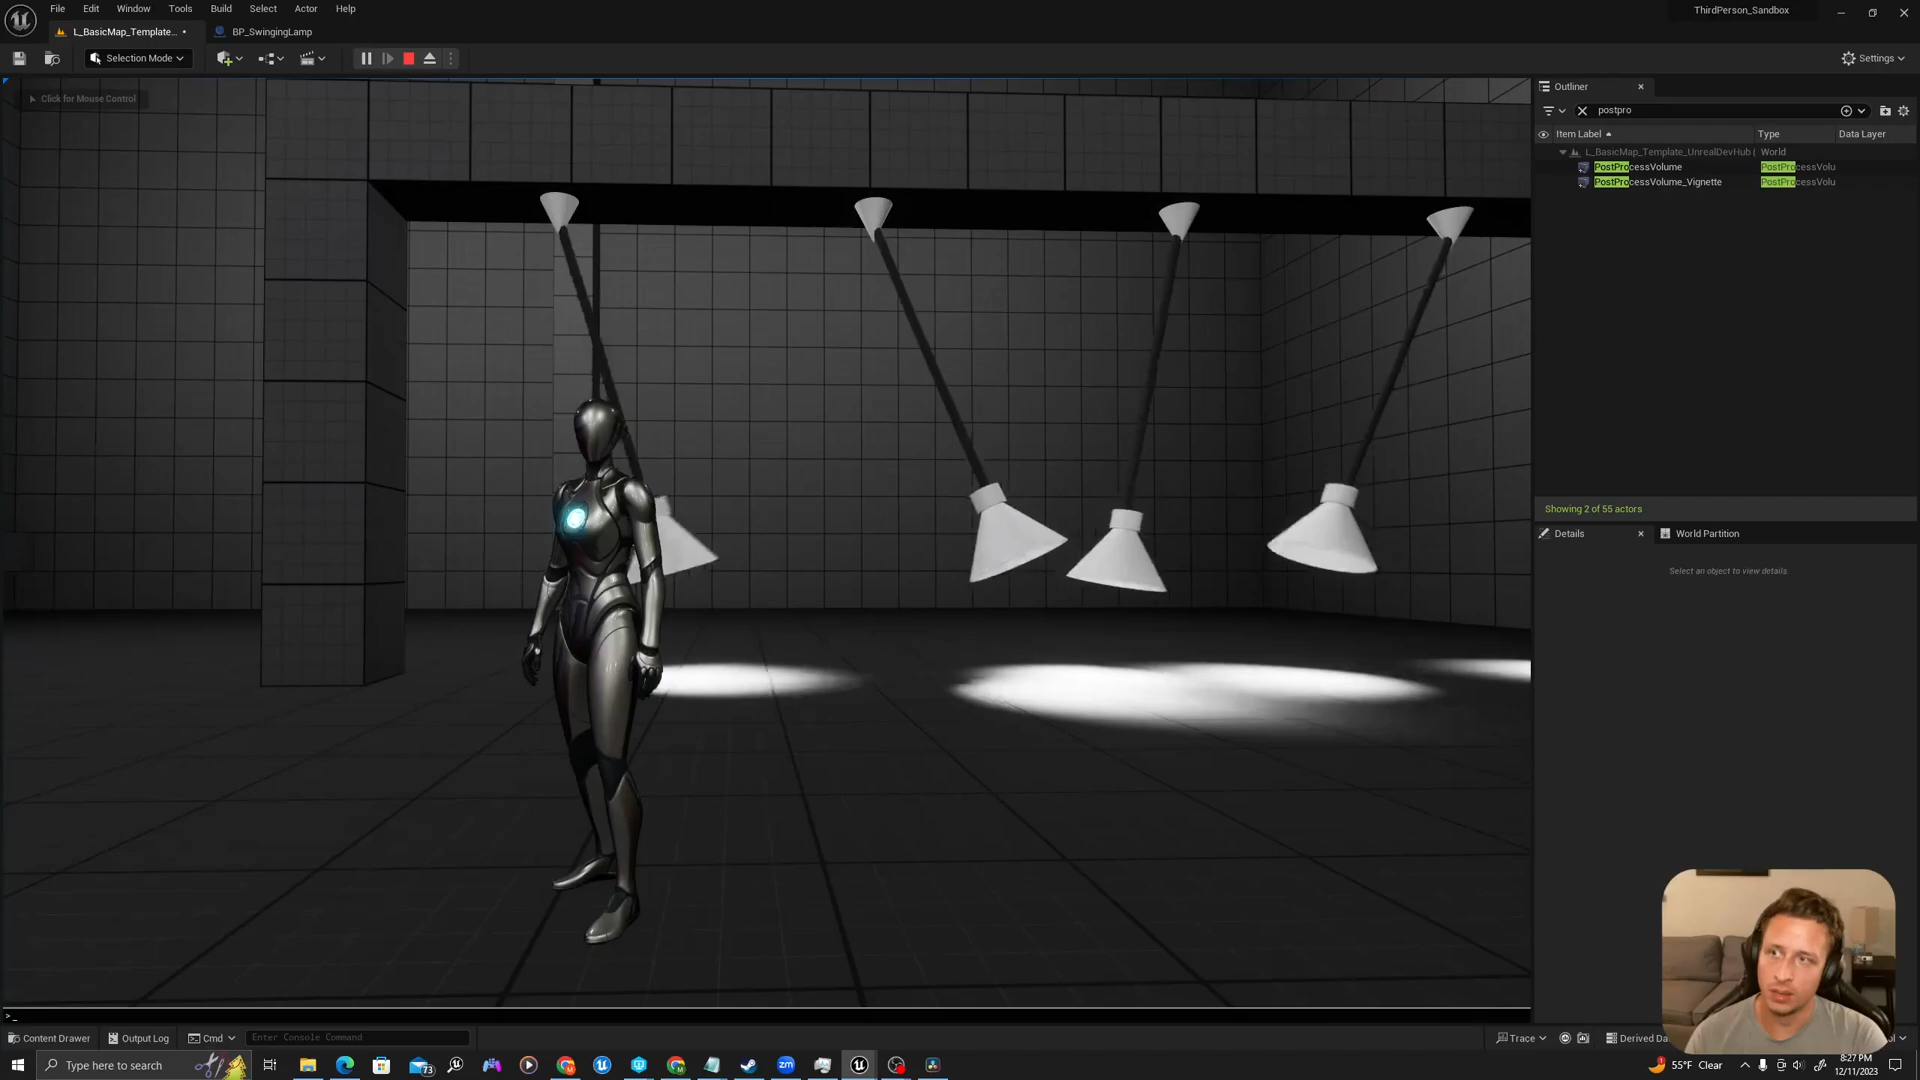 File Edit Window Tools Build Select Actor Help
ThirdPerson_Sandbox
L_BasicMap_Template...
BP_SwingingLamp
Selection Mode
Settings
Click for Mouse Control
Outliner
postpro
Item Label Type Data Layer
L_BasicMap_Template_UnrealDevHub ( World
PostProcessVolume PostProcessVolu
PostProcessVolume_Vignette PostProcessVolu
Showing 2 of 55 actors
Details World Partition
Select an object to view details.
>_
Content Drawer Output Log Cmd Enter Console Command Trace Derived Da
Type here to search
73
1 55°F Clear
8:27 PM
12/11/2023